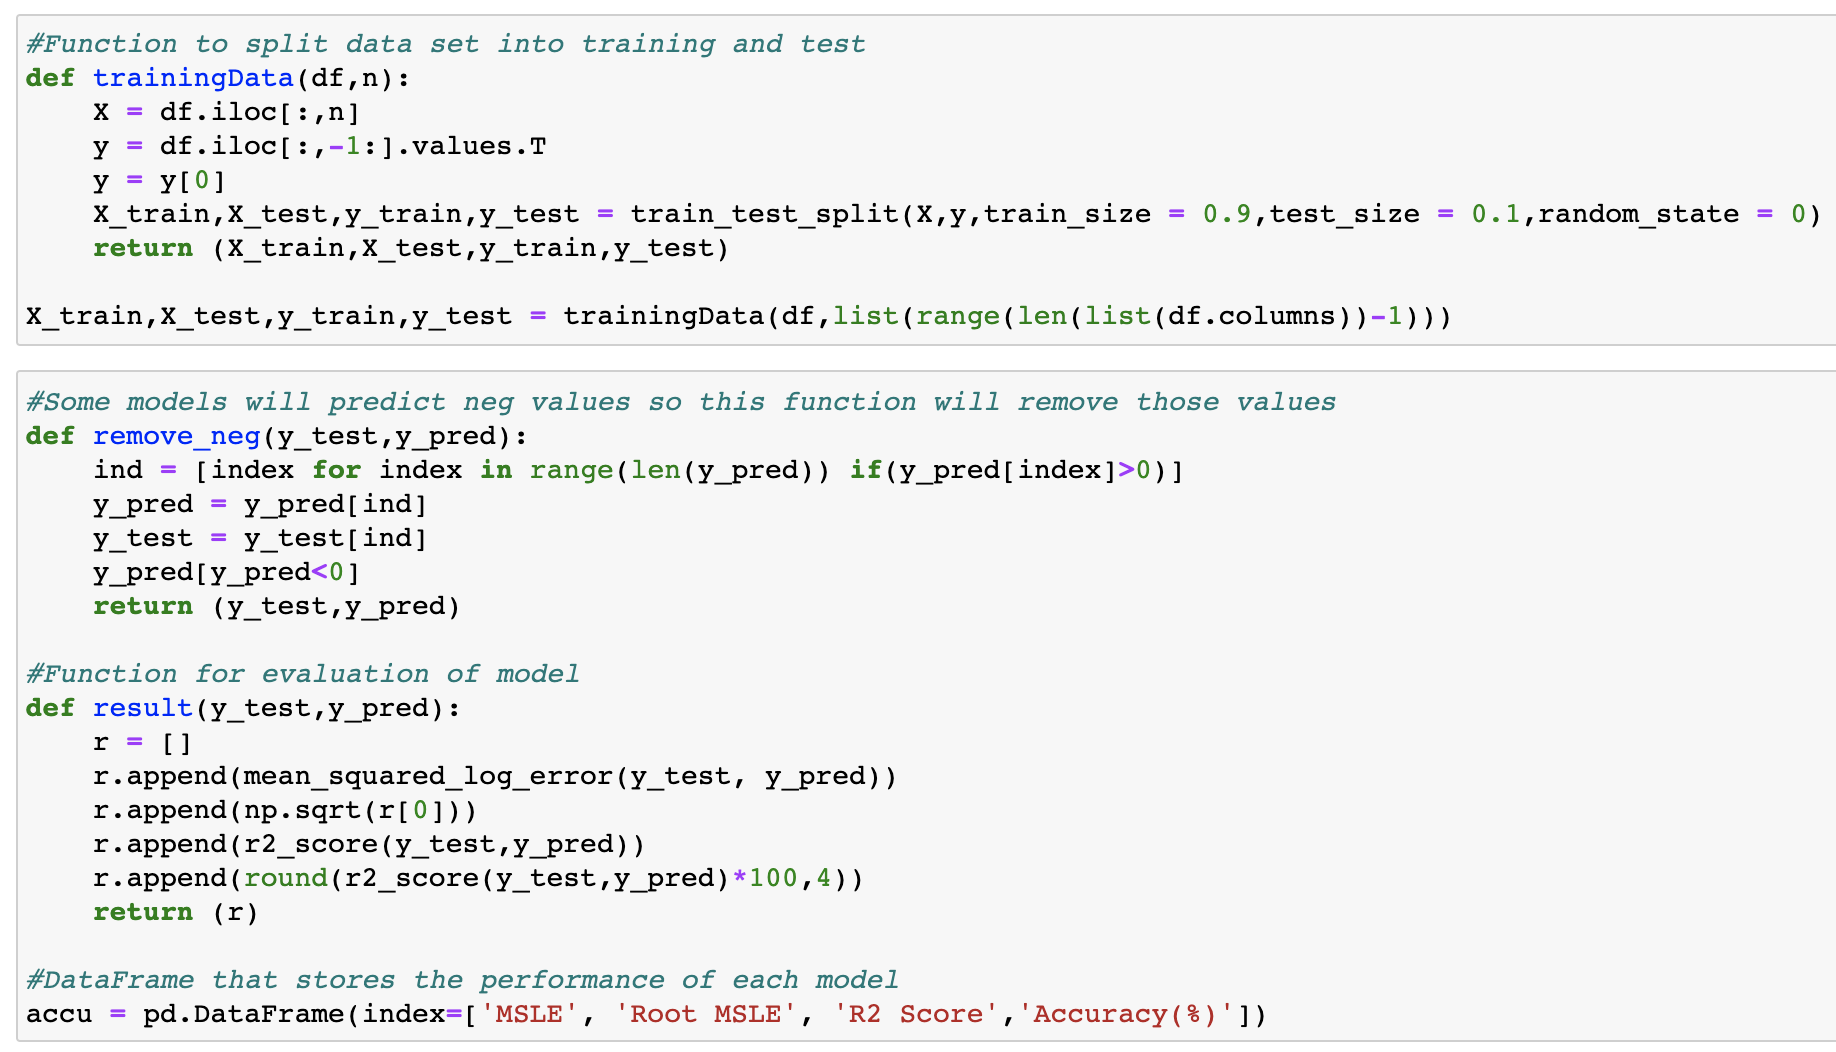 #Function to split data set into training and test
def trainingData(df,n):
    X = df.iloc[:,n]
    y = df.iloc[:,-1:].values.T
    y = y[0]
    X_train,X_test,y_train,y_test = train_test_split(X,y,train_size = 0.9,test_size = 0.1,random_state = 0)
    return (X_train,X_test,y_train,y_test)

X_train,X_test,y_train,y_test = trainingData(df,list(range(len(list(df.columns))-1)))

#Some models will predict neg values so this function will remove those values
def remove_neg(y_test,y_pred):
    ind = [index for index in range(len(y_pred)) if(y_pred[index]>0)]
    y_pred = y_pred[ind]
    y_test = y_test[ind]
    y_pred[y_pred<0]
    return (y_test,y_pred)

#Function for evaluation of model
def result(y_test,y_pred):
    r = []
    r.append(mean_squared_log_error(y_test, y_pred))
    r.append(np.sqrt(r[0]))
    r.append(r2_score(y_test,y_pred))
    r.append(round(r2_score(y_test,y_pred)*100,4))
    return (r)

#DataFrame that stores the performance of each model
accu = pd.DataFrame(index=['MSLE', 'Root MSLE', 'R2 Score','Accuracy(%)'])